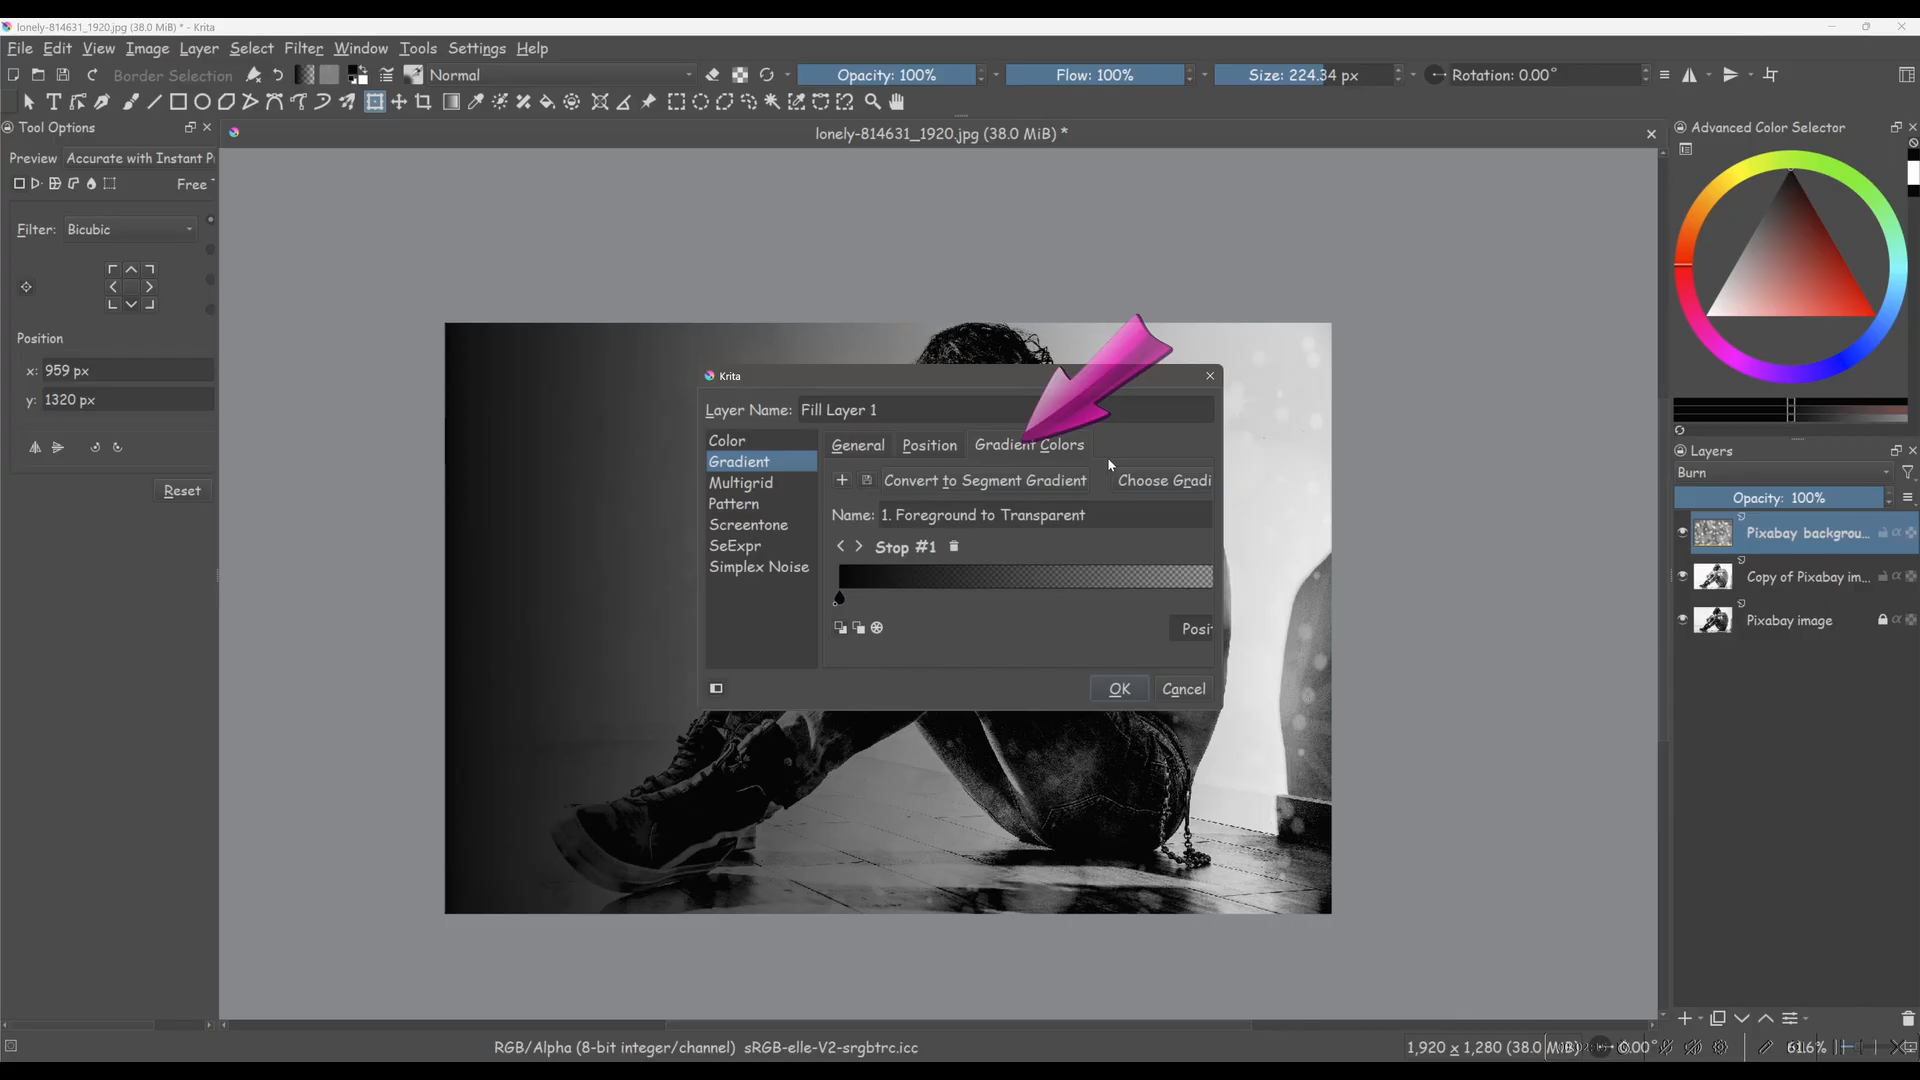 lonely-814631_1920.jpg (38.0 MiB) * - Krita
File Edit View Image Layer Select Filter Window Tools Settings Help
Border Selection Normal Opacity: 100% Flow: 100% Size: 224.34 px Rotation: 0.00°
Tool Options
lonely-814631_1920.jpg (38.0 MiB) *
Advanced Color Selector
Preview Accurate with Instant P
Free
Filter: Bicubic
Position
x: 959 px
y: 1320 px
Reset
Krita
Layer Name: Fill Layer 1
Color
Gradient
Multigrid
Pattern
Screentone
SeExpr
Simplex Noise
General Position Gradient Colors
Convert to Segment Gradient Choose Gradi
Name: 1. Foreground to Transparent
Stop #1
Posit
OK Cancel
Layers
Burn
Opacity: 100%
Pixabay backgrou...
Copy of Pixabay im...
Pixabay image
RGB/Alpha (8-bit integer/channel) sRGB-elle-V2-srgbtrc.icc
1,920 x 1,280 (38.0 MiB) 0.00° 61.6%